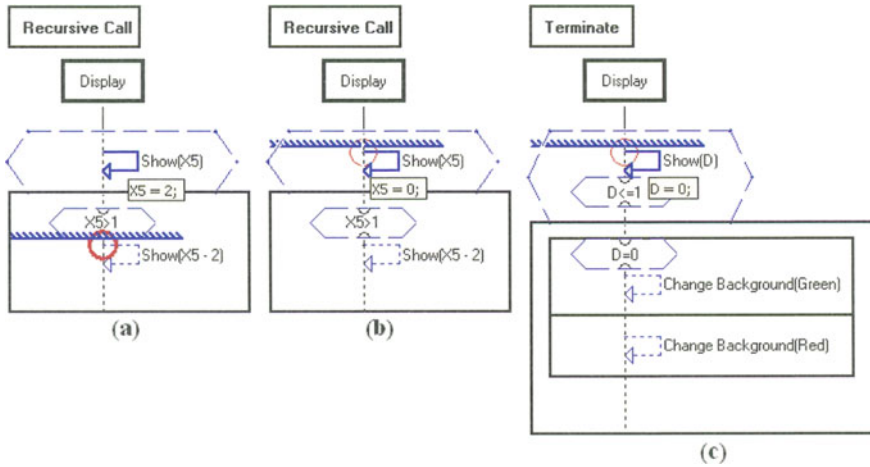 Recursive Call
Display
Show(X5)
X5 = 2;
X5>1
Show(X5 - 2)
(a)
Recursive Call
Display
Show(X5)
X5 = 0;
X5>1
Show(X5 - 2)
(b)
Terminate
Display
Show(D)
D<=1
D = 0;
D=0
Change Background(Green)
Change Background(Red)
(c)